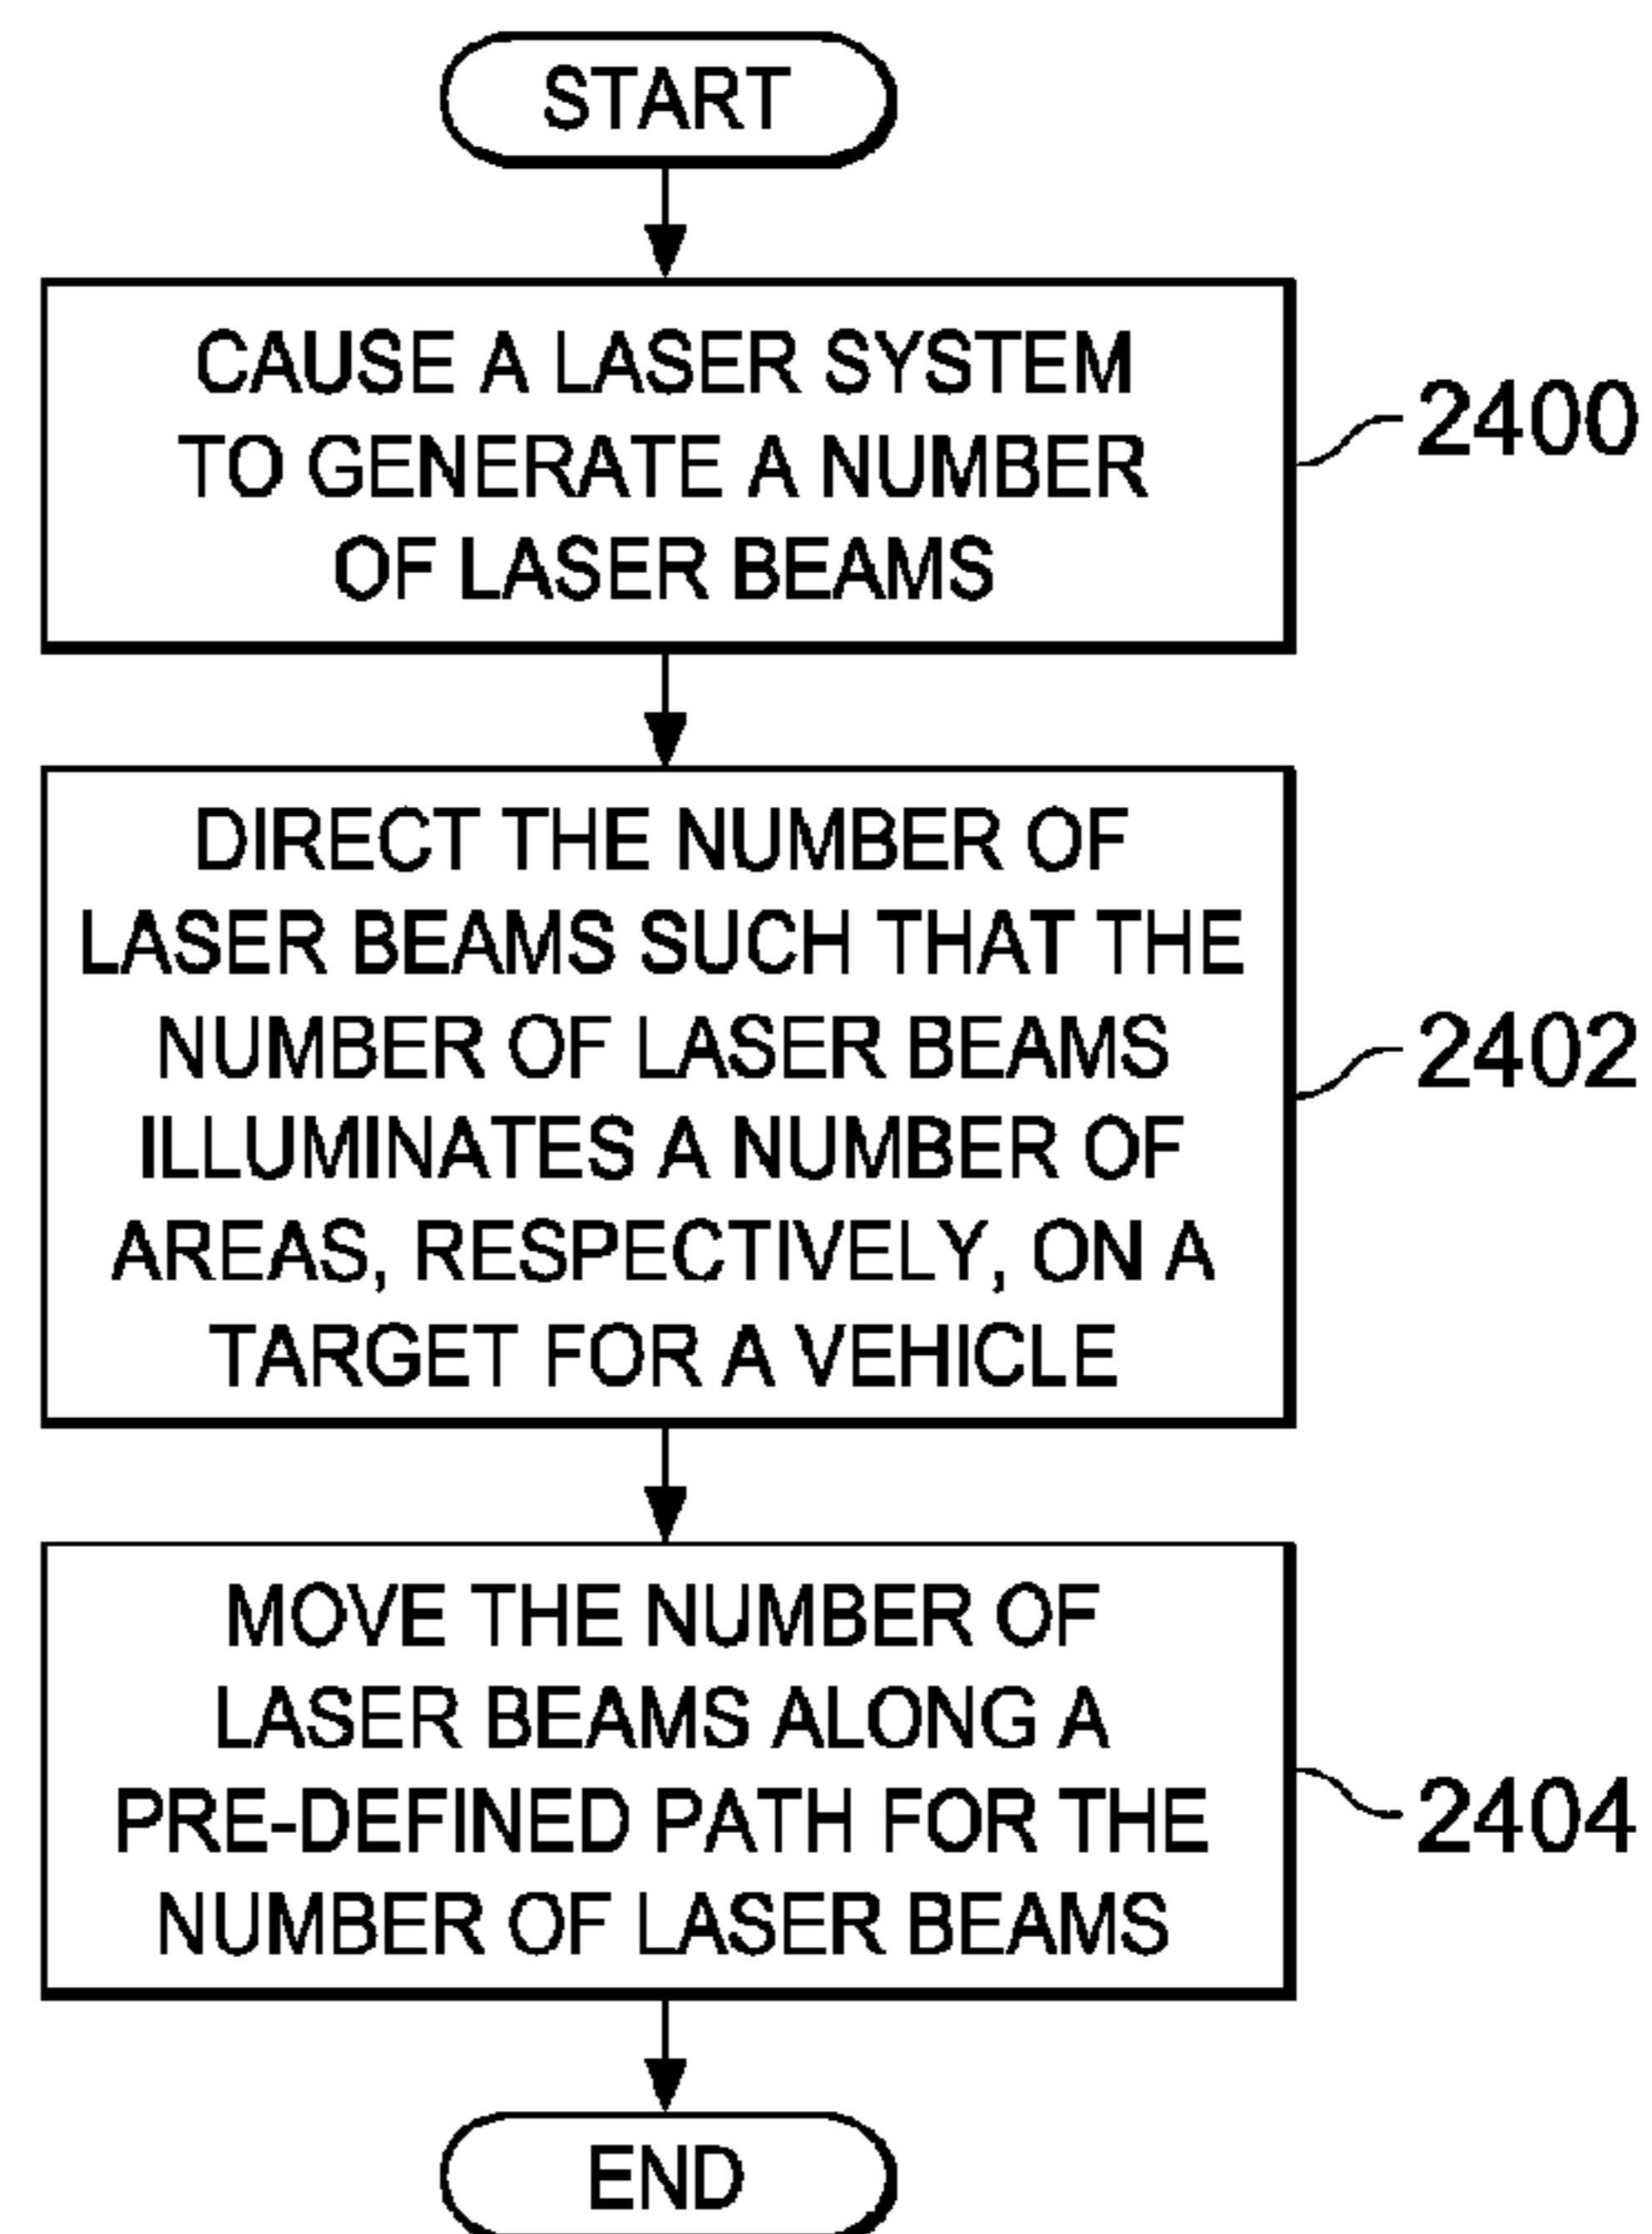 START
CAUSE A LASER SYSTEM
TO GENERATE A NUMBER
OF LASER BEAMS
2400
DIRECT THE NUMBER OF
LASER BEAMS SUCH THAT THE
NUMBER OF LASER BEAMS
ILLUMINATES A NUMBER OF
AREAS, RESPECTIVELY, ON A
TARGET FOR A VEHICLE
2402
MOVE THE NUMBER OF
LASER BEAMS ALONG A
PRE-DEFINED PATH FOR THE
NUMBER OF LASER BEAMS
2404
END